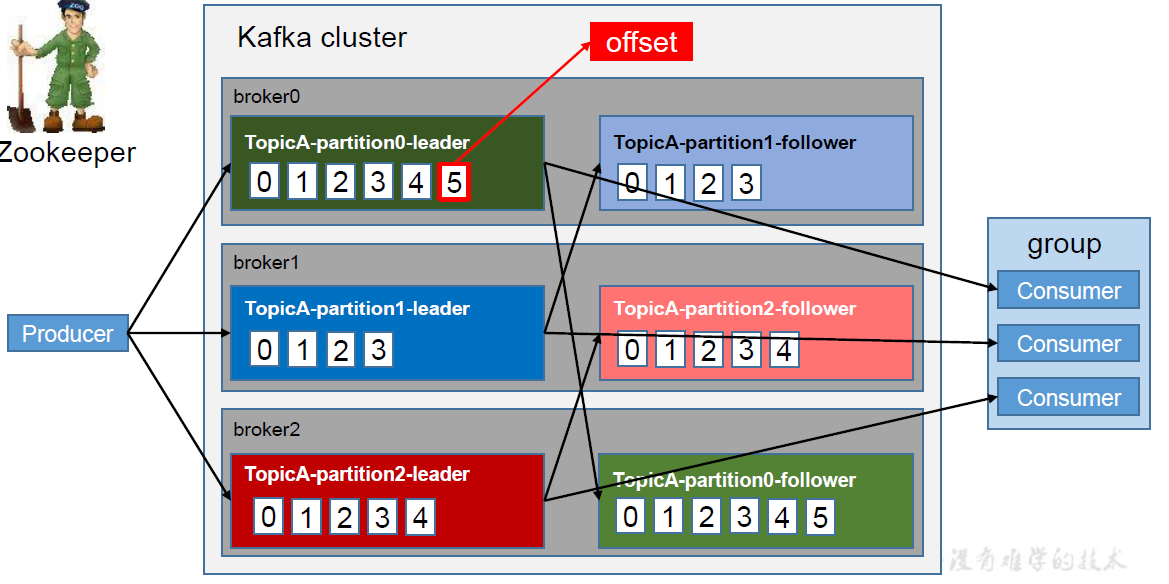 ZOO
Zookeeper
Kafka cluster
offset
broker0
TopicA-partition0-leader
0 1 2 3 4 5
TopicA-partition1-follower
0 1 2 3
broker1
TopicA-partition1-leader
0 1 2 3
TopicA-partition2-follower
0 1 2 3 4
broker2
TopicA-partition2-leader
0 1 2 3 4
TopicA-partition0-follower
0 1 2 3 4 5
Producer
group
Consumer
Consumer
Consumer
没有难学的技术